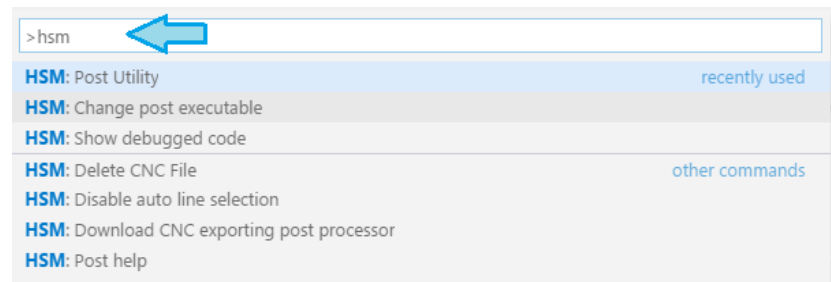 >hsm
HSM: Post Utility recently used
HSM: Change post executable
HSM: Show debugged code
HSM: Delete CNC File other commands
HSM: Disable auto line selection
HSM: Download CNC exporting post processor
HSM: Post help